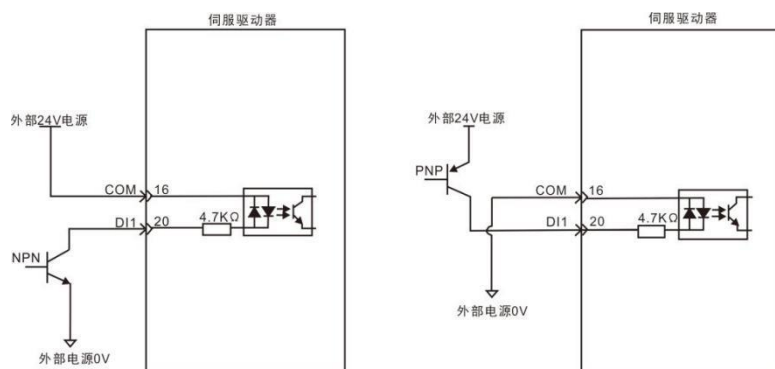 伺服驱动器
外部24V电源
COM
16
DI1
20
4.7KΩ
NPN
外部电源0V
伺服驱动器
外部24V电源
PNP
COM
16
DI1
20
4.7KΩ
外部电源0V